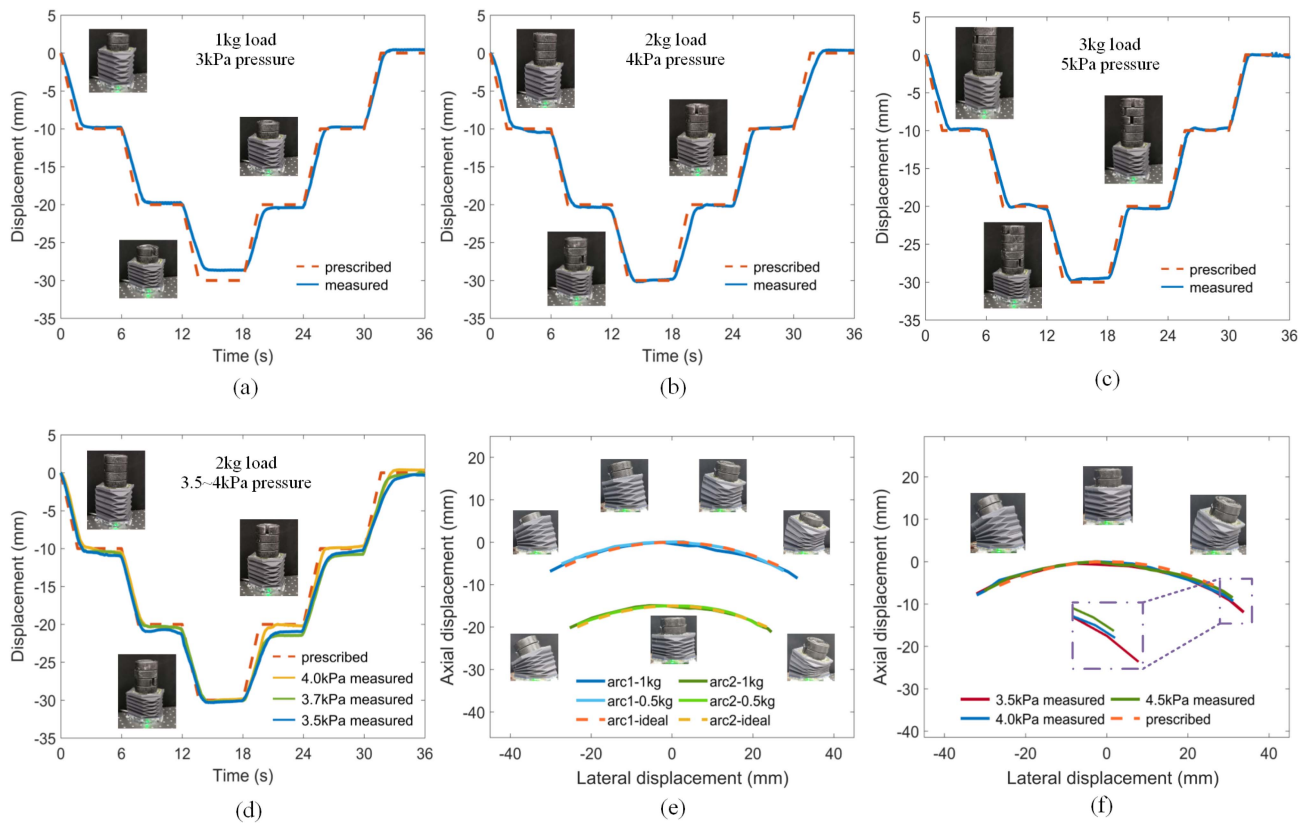 1kg load
3kPa pressure
Displacement (mm)
5
0
-5
-10
-15
-20
-25
-30
-35
prescribed
measured
0 6 12 18 24 30 36
Time (s)
(a)
2kg load
4kPa pressure
Displacement (mm)
5
0
-5
-10
-15
-20
-25
-30
-35
prescribed
measured
0 6 12 18 24 30 36
Time (s)
(b)
3kg load
5kPa pressure
Displacement (mm)
5
0
-5
-10
-15
-20
-25
-30
-35
prescribed
measured
0 6 12 18 24 30 36
(c)
2kg load
3.5~4kPa pressure
Displacement (mm)
5
0
-5
-10
-15
-20
-25
-30
-35
prescribed
4.0kPa measured
3.7kPa measured
3.5kPa measured
0 6 12 18 24 30 36
Time (s)
(d)
Axial displacement (mm)
20
10
0
-10
-20
-30
-40
arc1-1kg arc2-1kg
arc1-0.5kg arc2-0.5kg
arc1-ideal arc2-ideal
-40 -20 0 20 40
Lateral displacement (mm)
(e)
Axial displacement (mm)
20
10
0
-10
-20
-30
-40
3.5kPa measured 4.5kPa measured
4.0kPa measured prescribed
-40 -20 0 20 40
Lateral displacement (mm)
(f)